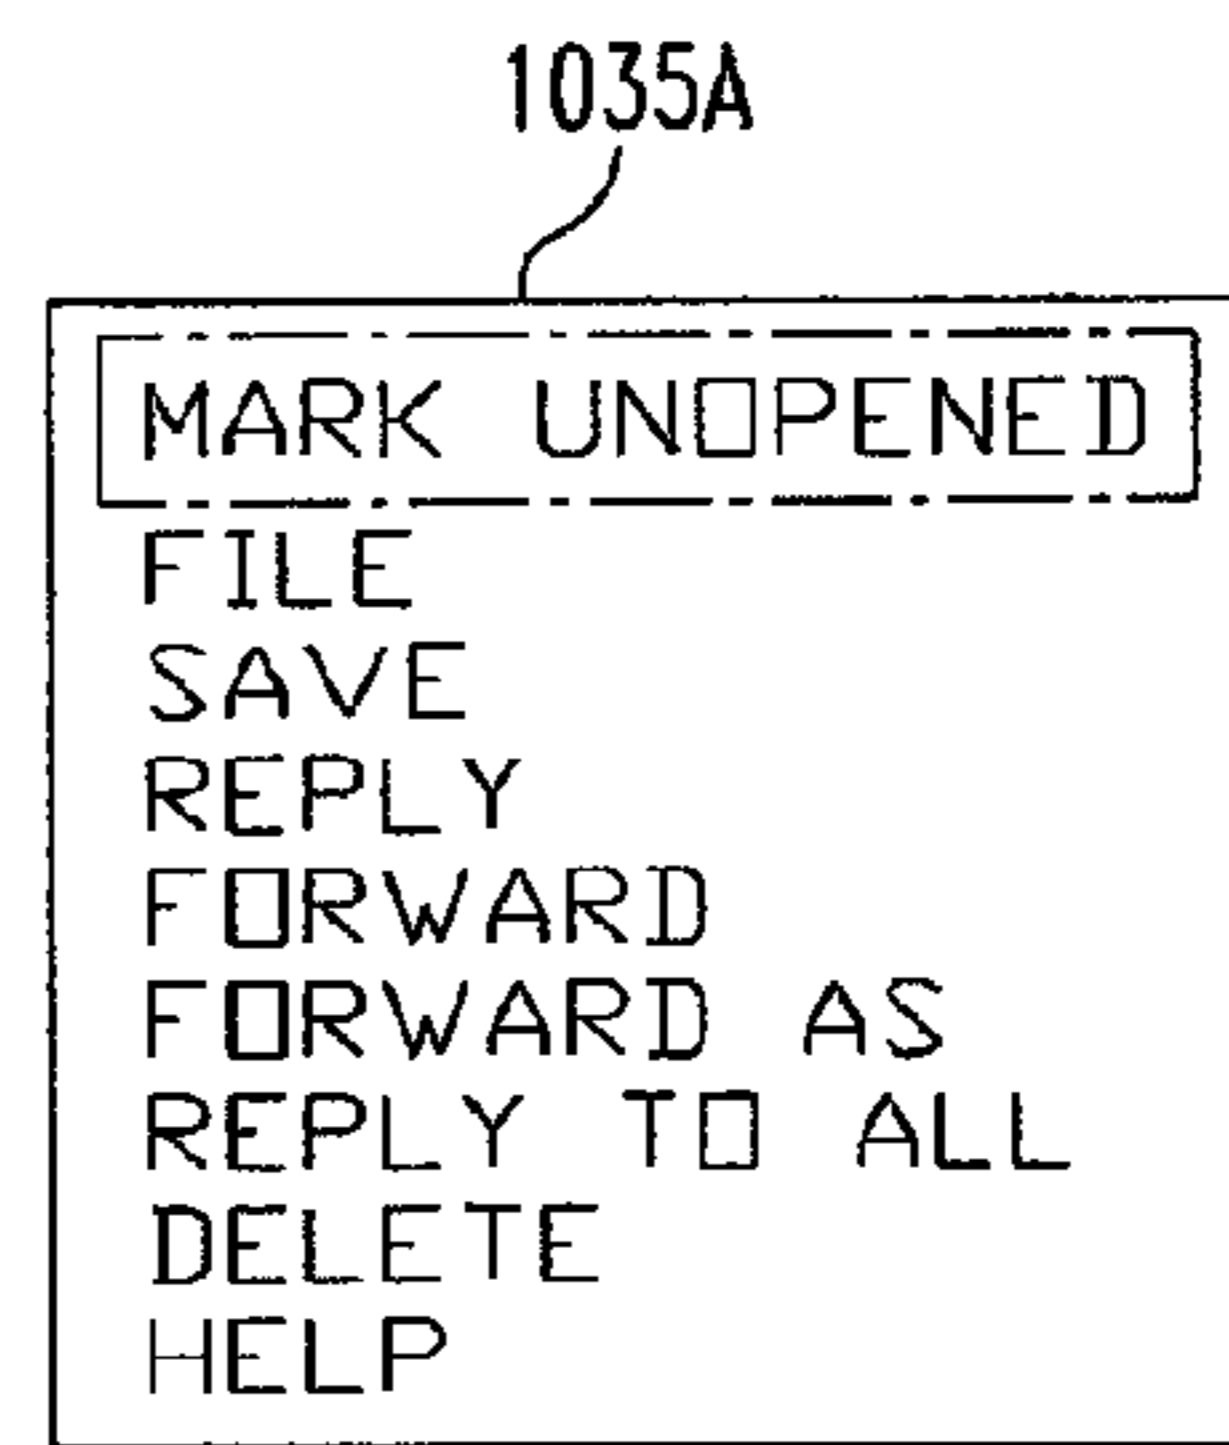 1035A
MARK UNOPENED
FILE
SAVE
REPLY
FORWARD
FORWARD AS
REPLY TO ALL
DELETE
HELP